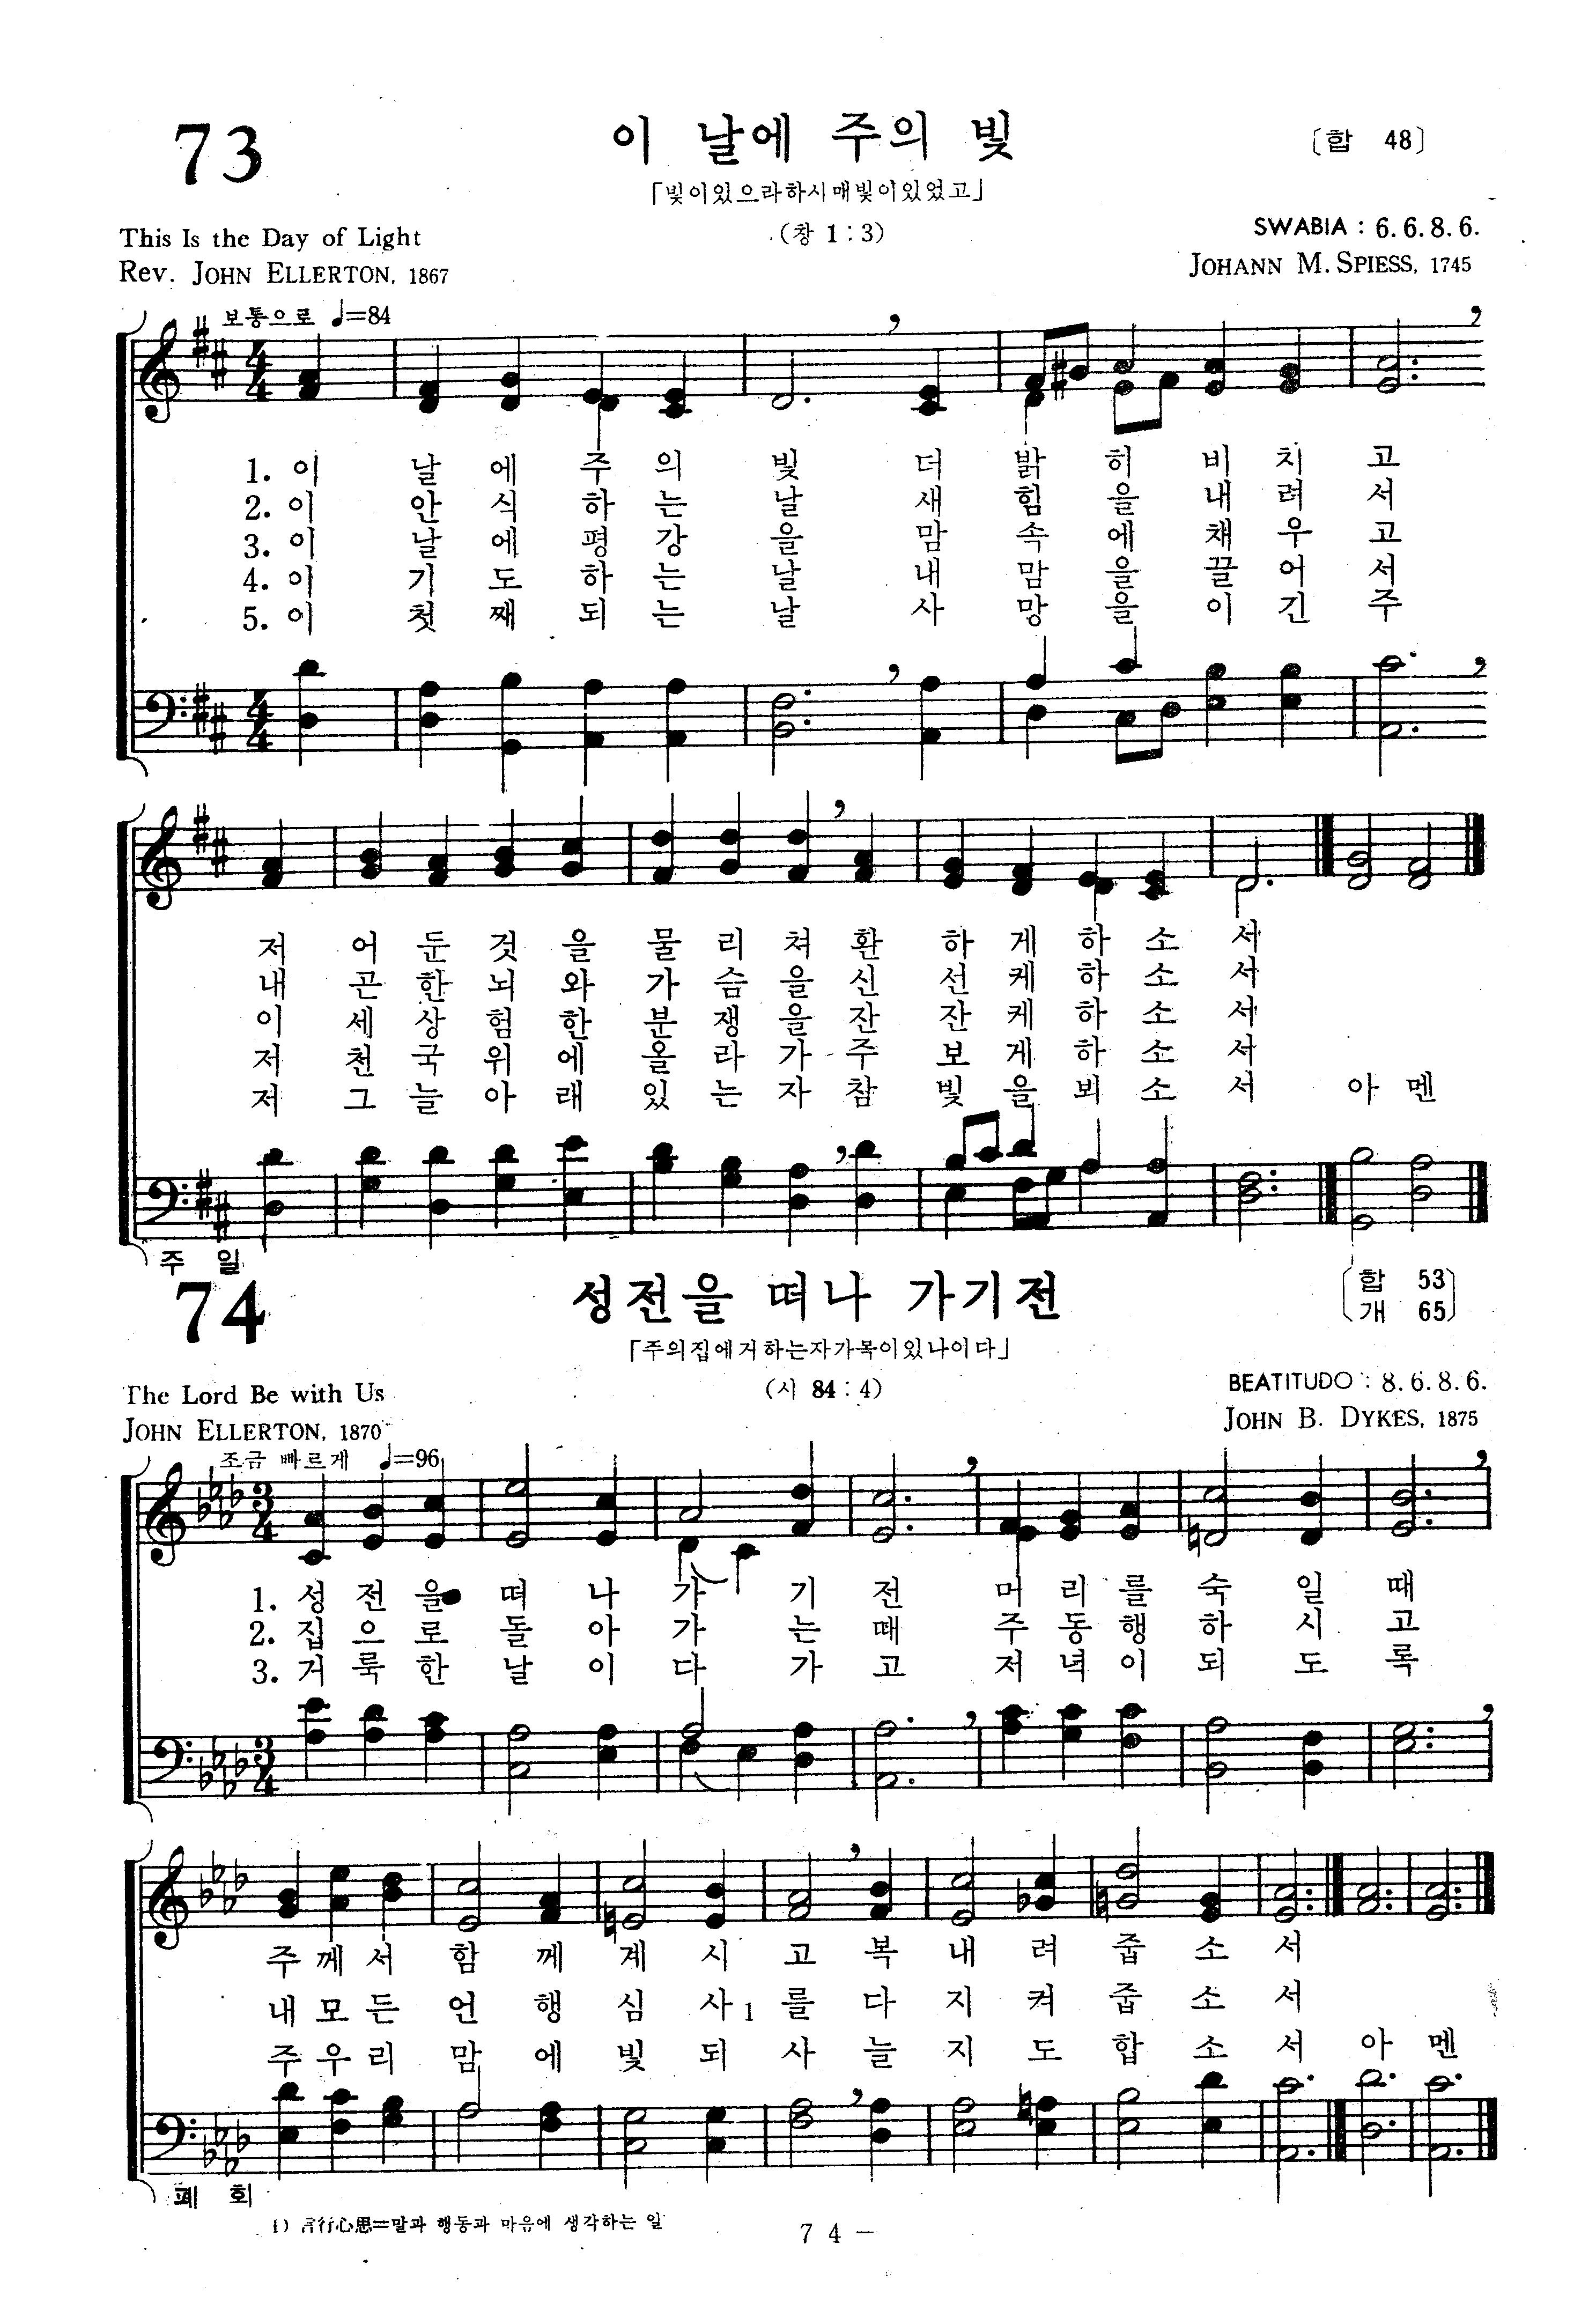 73
이 날에 주의 빛
〔합 48〕
「빛이있으라하시매빛이있었고」
(창 1 : 3)
This Is the Day of Light
Rev. JOHN ELLERTON, 1867
SWABIA : 6. 6. 8. 6.
JOHANN M. SPIESS, 1745
보통으로 ♩=84
1. 이 날 에 주 의 빛 더 밝 히 비 치 고
2. 이 안 식 하 는 날 새 힘 을 내 려 서
3. 이 날 에 평 강 을 맘 속 에 채 우 고
4. 이 기 도 하 는 날 내 맘 을 끌 어 서
5. 이 첫 째 되 는 날 사 망 을 이 긴 주
저 어 둔 것 을 물 리 쳐 환 하 게 하 소 서
내 곤 한 뇌 와 가 슴 을 신 선 케 하 소 서
이 세 상 험 한 분 쟁 을 잔 잔 케 하 소 서
저 천 국 위 에 올 라 가 주 보 게 하 소 서
저 그 늘 아 래 있 는 자 참 빛 을 뵈 소 서 아 멘
주 일
74
성전을 떠나 가기전
〔합 53〕
〔개 65〕
「주의집에거하는자가복이있나이다」
(시 84 : 4)
The Lord Be with Us
JOHN ELLERTON, 1870
BEATITUDO : 8. 6. 8. 6.
JOHN B. DYKES, 1875
조금 빠르게 ♩=96
1. 성 전 을 떠 나 가 기 전 머 리 를 숙 일 때
2. 집 으 로 돌 아 가 는 때 주 동 행 하 시 고
3. 거 룩 한 날 이 다 가 고 저 녁 이 되 도 록
주 께 서 함 께 계 시 고 복 내 려 줍 소 서
내 모 든 언 행 심 사 1 를 다 지 켜 줍 소 서
주 우 리 맘 에 빛 되 사 늘 지 도 합 소 서 아 멘
폐 회
1) 言行心思=말과 행동과 마음에 생각하는 일
7 4 –